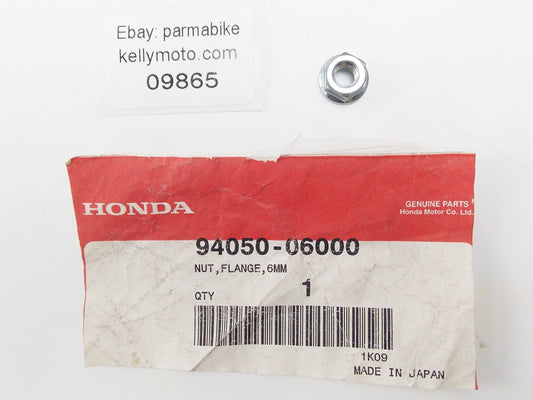 Ebay: parmabike
kellymoto.com
09865
HONDA
GENUINE PARTS
Honda Motor Co. Ltd.
94050-06000
NUT,FLANGE,6MM
QTY 1
1K09
MADE IN JAPAN